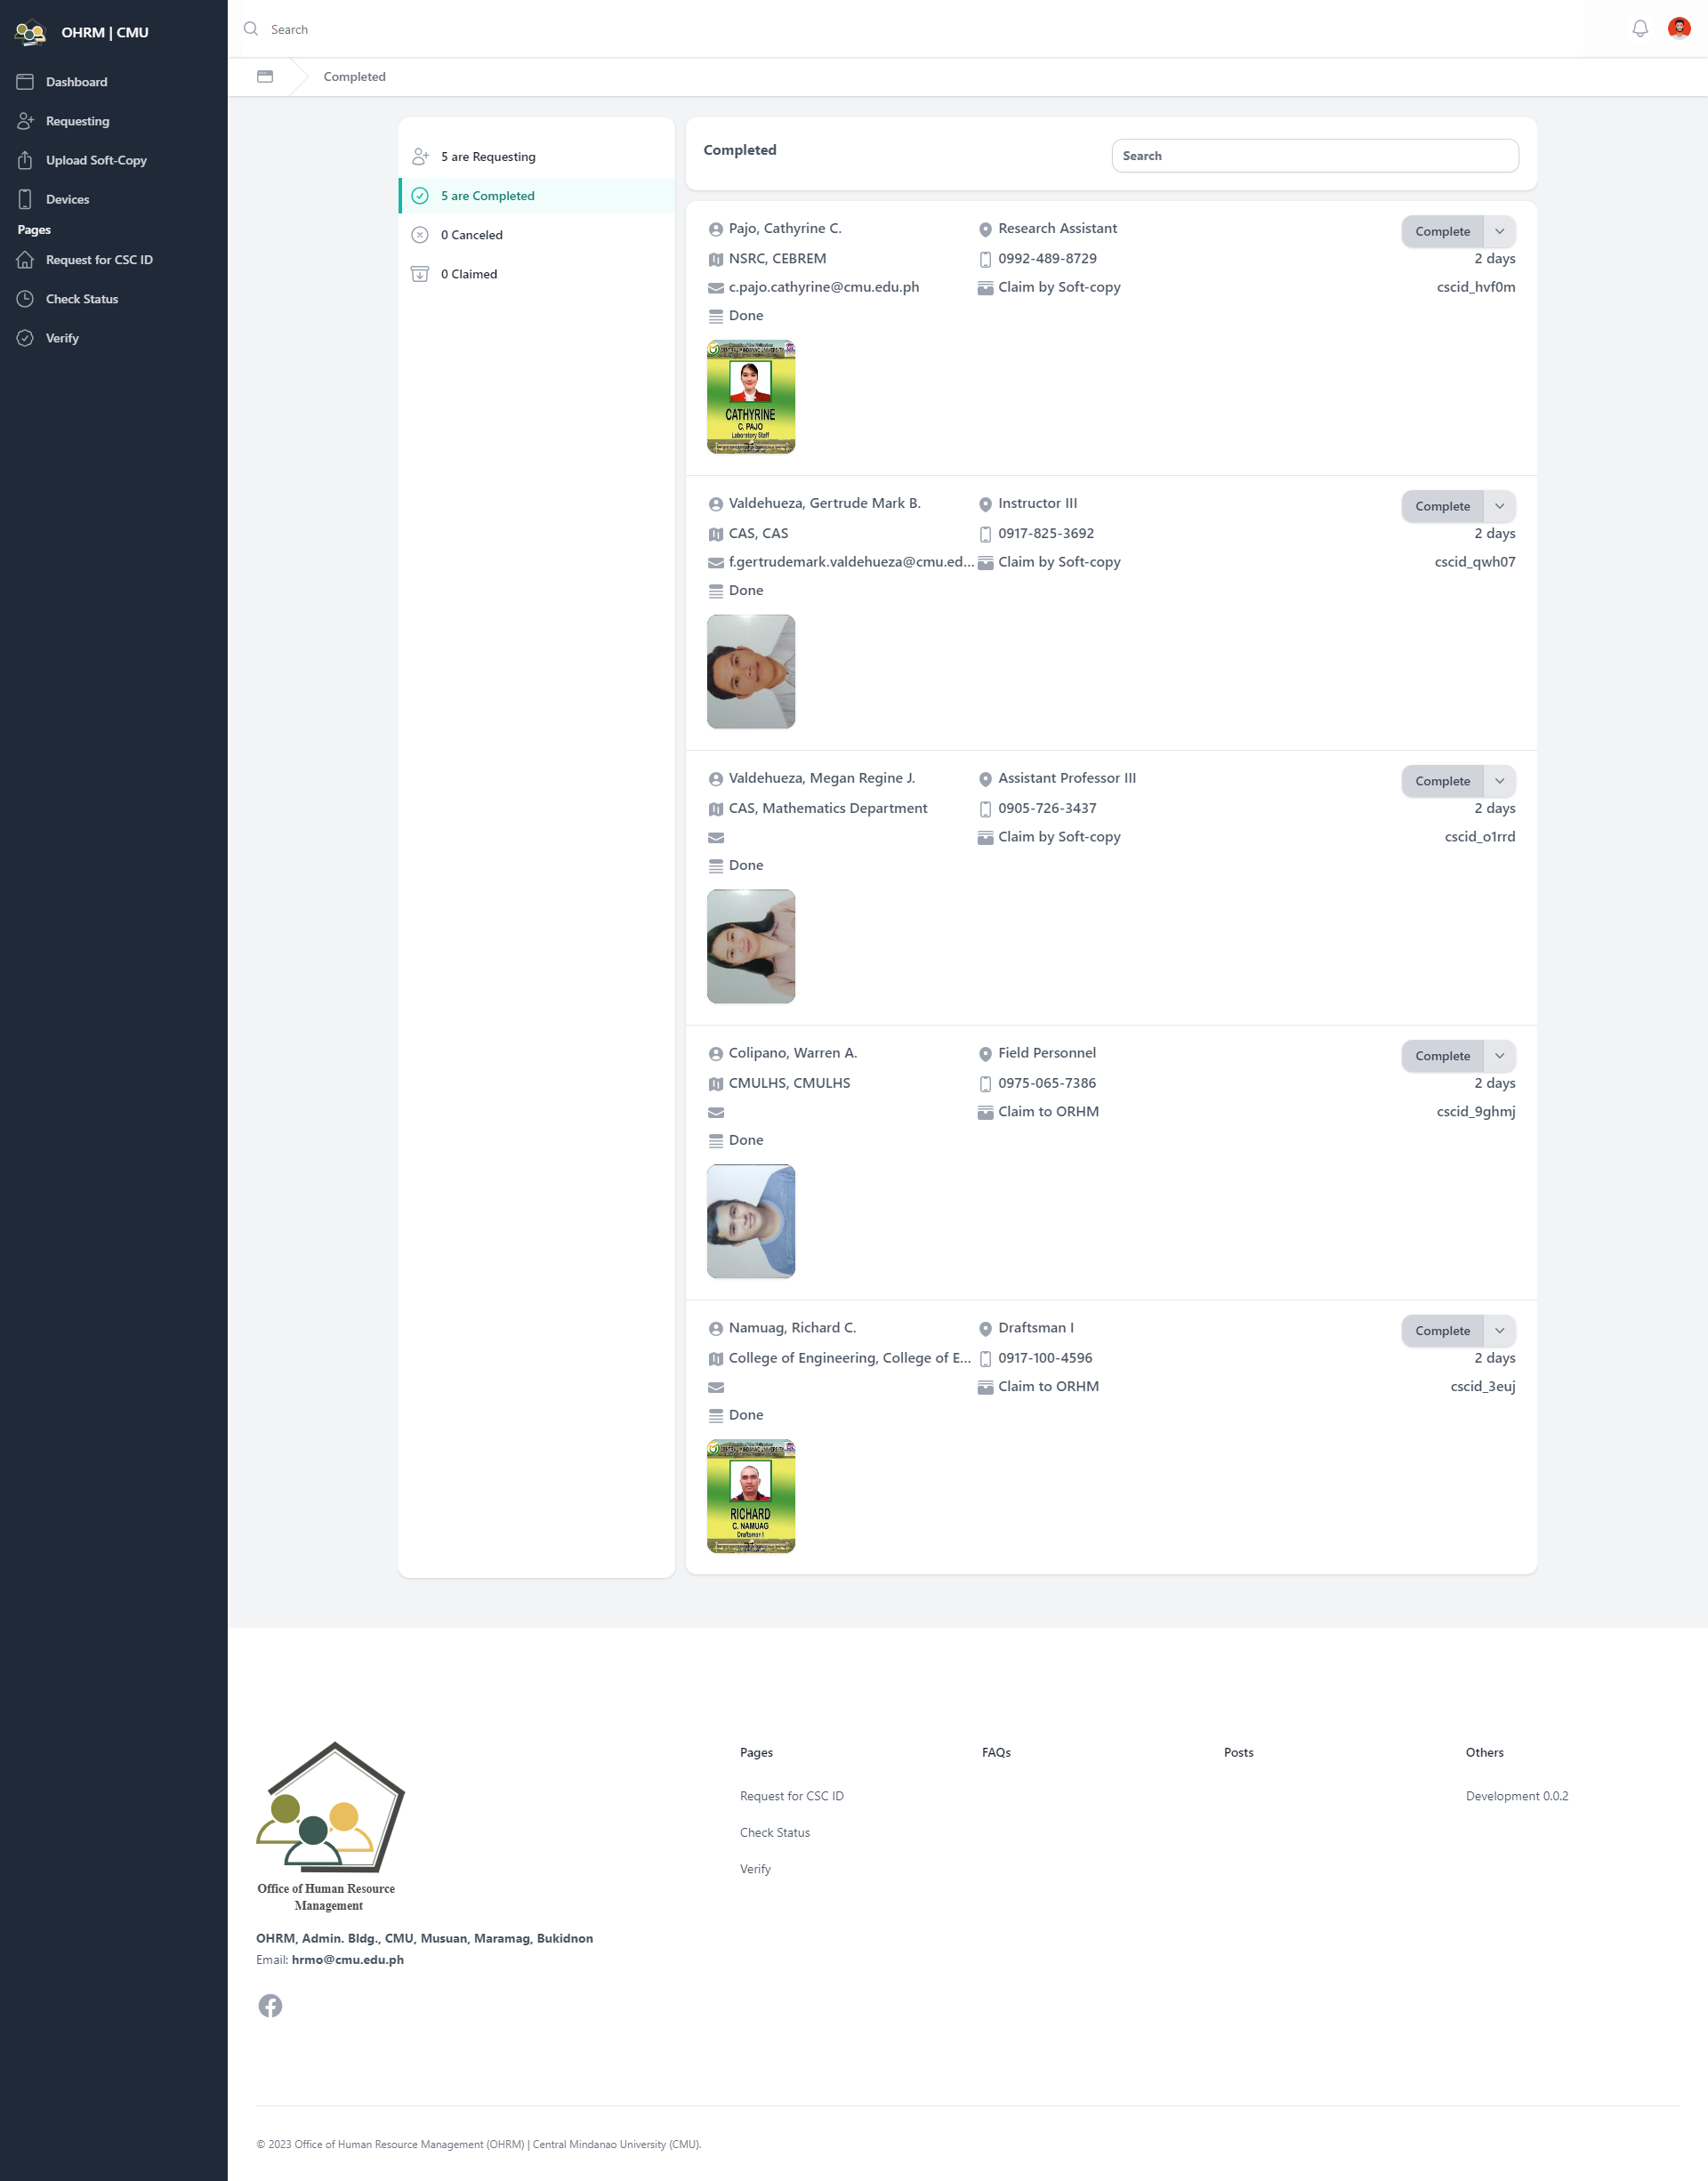 OHRM | CMU
Dashboard
Requesting
Upload Soft-Copy
Devices
Pages
Request for CSC ID
Check Status
Verify
Search
Completed
5 are Requesting
5 are Completed
0 Canceled
0 Claimed
Completed
Search
Pajo, Cathyrine C.
Research Assistant
Complete
NSRC, CEBREM
0992-489-8729
2 days
c.pajo.cathyrine@cmu.edu.ph
Claim by Soft-copy
cscid_hvf0m
Done
CENTRAL MINDANAO UNIVERSITY
CATHYRINE
C. PAJO
Laboratory Staff
Valdehueza, Gertrude Mark B.
Instructor III
Complete
CAS, CAS
0917-825-3692
2 days
f.gertrudemark.valdehueza@cmu.ed...
Claim by Soft-copy
cscid_qwh07
Done
Valdehueza, Megan Regine J.
Assistant Professor III
Complete
CAS, Mathematics Department
0905-726-3437
2 days
Claim by Soft-copy
cscid_o1rrd
Done
Colipano, Warren A.
Field Personnel
Complete
CMULHS, CMULHS
0975-065-7386
2 days
Claim to ORHM
cscid_9ghmj
Done
Namuag, Richard C.
Draftsman I
Complete
College of Engineering, College of E...
0917-100-4596
2 days
Claim to ORHM
cscid_3euj
Done
CENTRAL MINDANAO UNIVERSITY
RICHARD
C. NAMUAG
Draftsman I
Office of Human Resource
Management
OHRM, Admin. Bldg., CMU, Musuan, Maramag, Bukidnon
Email: hrmo@cmu.edu.ph
Pages
Request for CSC ID
Check Status
Verify
FAQs
Posts
Others
Development 0.0.2
© 2023 Office of Human Resource Management (OHRM) | Central Mindanao University (CMU).